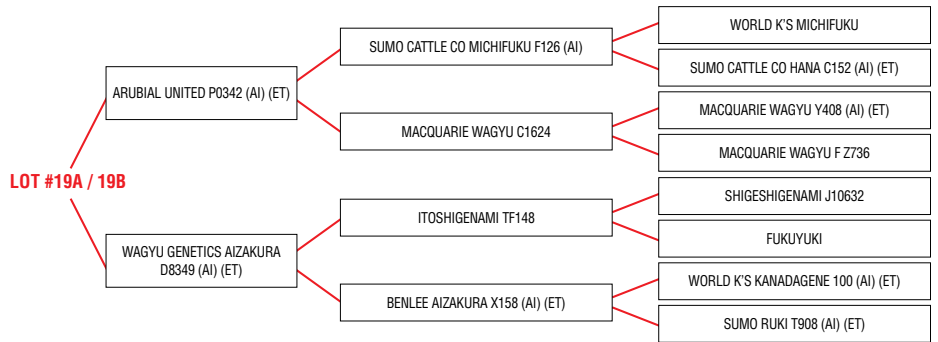 WORLD K'S MICHIFUKU
SUMO CATTLE CO MICHIFUKU F126 (AI)
SUMO CATTLE CO HANA C152 (AI) (ET)
ARUBIAL UNITED P0342 (AI) (ET)
MACQUARIE WAGYU Y408 (AI) (ET)
MACQUARIE WAGYU C1624
MACQUARIE WAGYU F Z736
LOT #19A / 19B
SHIGESHIGENAMI J10632
ITOSHIGENAMI TF148
FUKUYUKI
WAGYU GENETICS AIZAKURA
D8349 (AI) (ET)
WORLD K'S KANADAGENE 100 (AI) (ET)
BENLEE AIZAKURA X158 (AI) (ET)
SUMO RUKI T908 (AI) (ET)